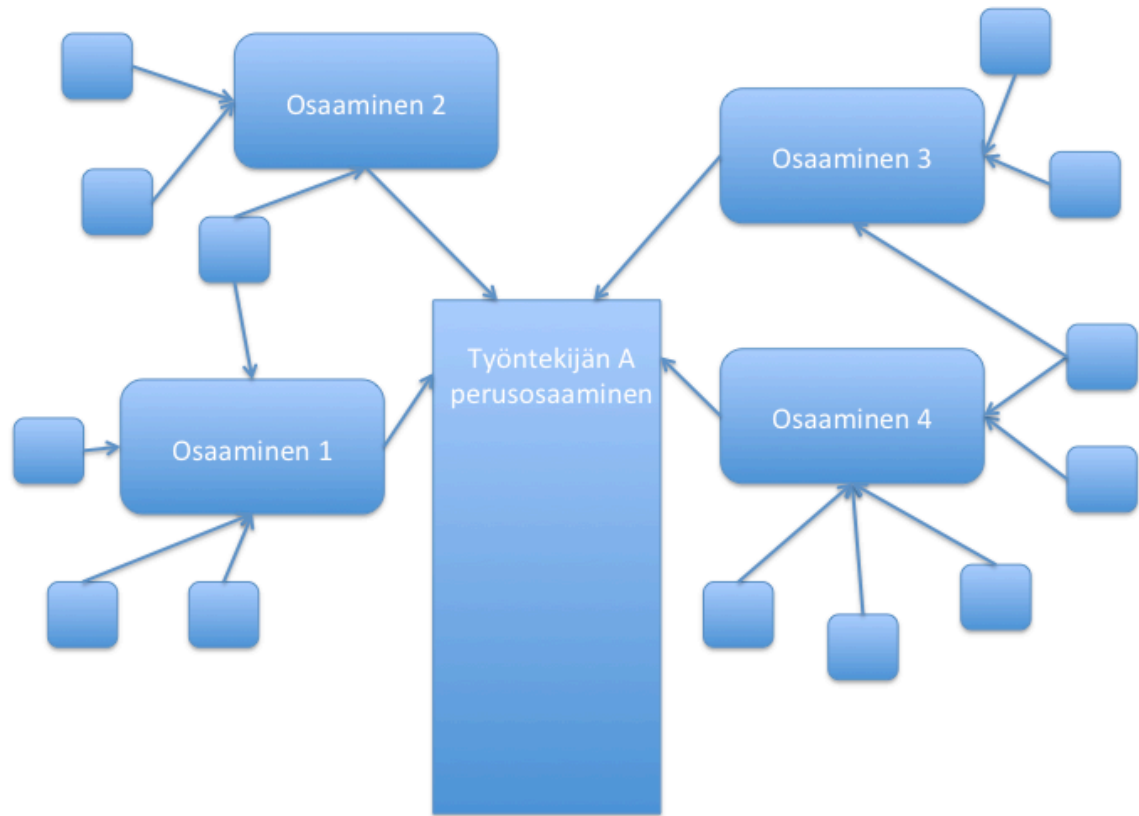 Osaaminen 2
Osaaminen 3
Työntekijän A
perusosaaminen
Osaaminen 4
Osaaminen 1